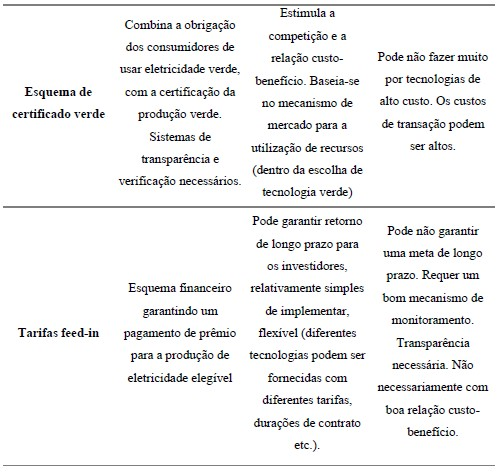 Esquema de
certificado verde
Combina a obrigação
dos consumidores de
usar eletricidade verde,
com a certificação da
produção verde.
Sistemas de
transparência e
verificação necessários.
Estimula a
competição e a
relação custo-
benefício. Baseia-se
no mecanismo de
mercado para a
utilização de recursos
(dentro da escolha de
tecnologia verde)
Pode não fazer muito
por tecnologias de
alto custo. Os custos
de transação podem
ser altos.
Tarifas feed-in
Esquema financeiro
garantindo um
pagamento de prêmio
para a produção de
eletricidade elegível
Pode garantir retorno
de longo prazo para
os investidores,
relativamente simples
de implementar,
flexível (diferentes
tecnologias podem ser
fornecidas com
diferentes tarifas,
durações de contrato
etc.).
Pode não garantir
uma meta de longo
prazo. Requer um
bom mecanismo de
monitoramento.
Transparência
necessária. Não
necessariamente com
boa relação custo-
benefício.